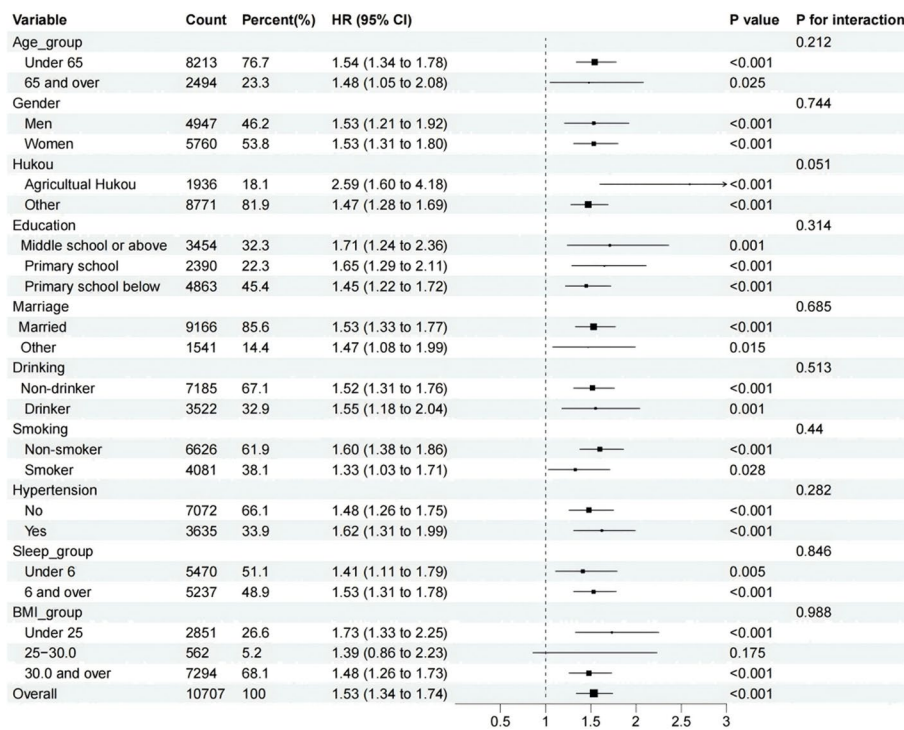 Variable Count Percent(%) HR (95% CI) P value P for interaction
Age_group 0.212
Under 65 8213 76.7 1.54 (1.34 to 1.78) <0.001
65 and over 2494 23.3 1.48 (1.05 to 2.08) 0.025
Gender 0.744
Men 4947 46.2 1.53 (1.21 to 1.92) <0.001
Women 5760 53.8 1.53 (1.31 to 1.80) <0.001
Hukou 0.051
Agricultual Hukou 1936 18.1 2.59 (1.60 to 4.18) <0.001
Other 8771 81.9 1.47 (1.28 to 1.69) <0.001
Education 0.314
Middle school or above 3454 32.3 1.71 (1.24 to 2.36) 0.001
Primary school 2390 22.3 1.65 (1.29 to 2.11) <0.001
Primary school below 4863 45.4 1.45 (1.22 to 1.72) <0.001
Marriage 0.685
Married 9166 85.6 1.53 (1.33 to 1.77) <0.001
Other 1541 14.4 1.47 (1.08 to 1.99) 0.015
Drinking 0.513
Non-drinker 7185 67.1 1.52 (1.31 to 1.76) <0.001
Drinker 3522 32.9 1.55 (1.18 to 2.04) 0.001
Smoking 0.44
Non-smoker 6626 61.9 1.60 (1.38 to 1.86) <0.001
Smoker 4081 38.1 1.33 (1.03 to 1.71) 0.028
Hypertension 0.282
No 7072 66.1 1.48 (1.26 to 1.75) <0.001
Yes 3635 33.9 1.62 (1.31 to 1.99) <0.001
Sleep_group 0.846
Under 6 5470 51.1 1.41 (1.11 to 1.79) 0.005
6 and over 5237 48.9 1.53 (1.31 to 1.78) <0.001
BMI_group 0.988
Under 25 2851 26.6 1.73 (1.33 to 2.25) <0.001
25−30.0 562 5.2 1.39 (0.86 to 2.23) 0.175
30.0 and over 7294 68.1 1.48 (1.26 to 1.73) <0.001
Overall 10707 100 1.53 (1.34 to 1.74) <0.001
0.5 1 1.5 2 2.5 3